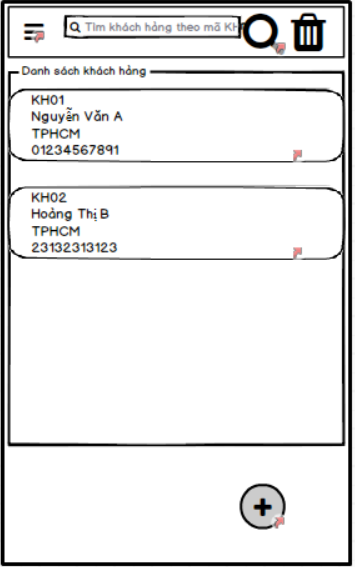 Tìm khách hàng theo mã KH
Danh sách khách hàng
KH01
Nguyễn Văn A
TPHCM
01234567891
KH02
Hoàng Thị B
TPHCM
23132313123